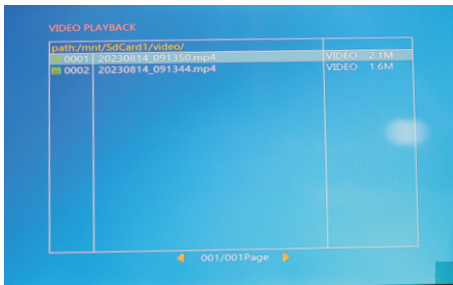 VIDEO PLAYBACK
path:/mnt/SdCard1/video/
0001 20230814_091350.mp4 VIDEO 2.1M
0002 20230814_091344.mp4 VIDEO 1.6M
001/001Page